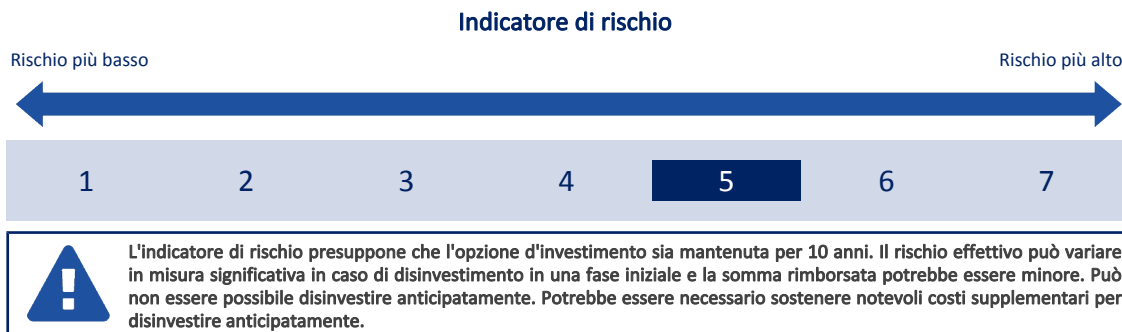 Indicatore di rischio
Rischio più basso Rischio più alto
1 2 3 4 5 6 7
L'indicatore di rischio presuppone che l'opzione d'investimento sia mantenuta per 10 anni. Il rischio effettivo può variare
in misura significativa in caso di disinvestimento in una fase iniziale e la somma rimborsata potrebbe essere minore. Può
non essere possibile disinvestire anticipatamente. Potrebbe essere necessario sostenere notevoli costi supplementari per
disinvestire anticipatamente.